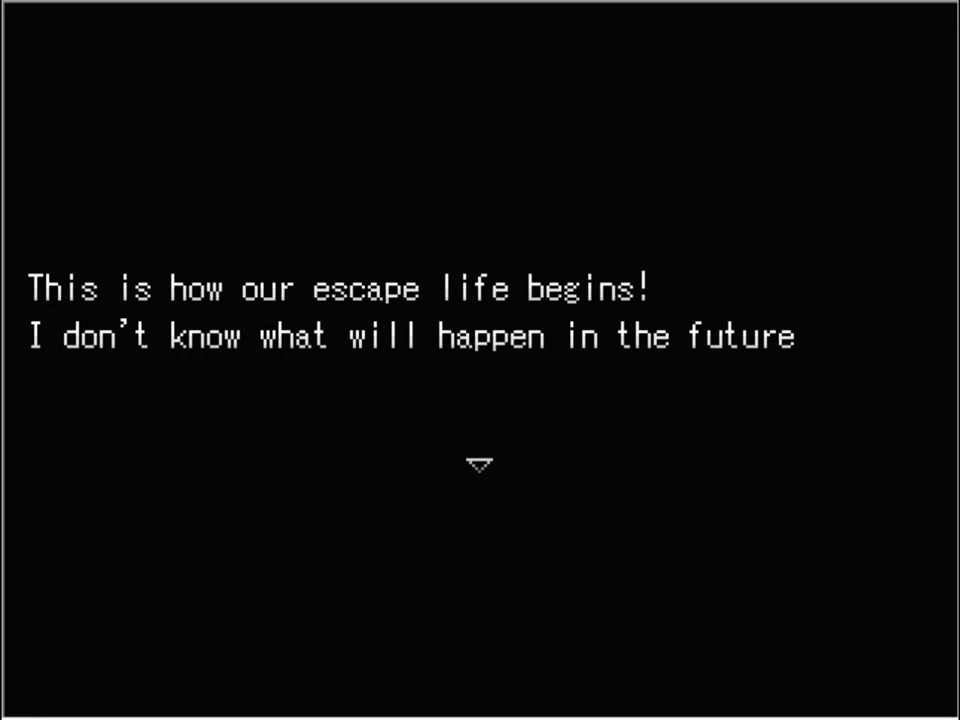 This is how our escape life begins!
I don't know what will happen in the future